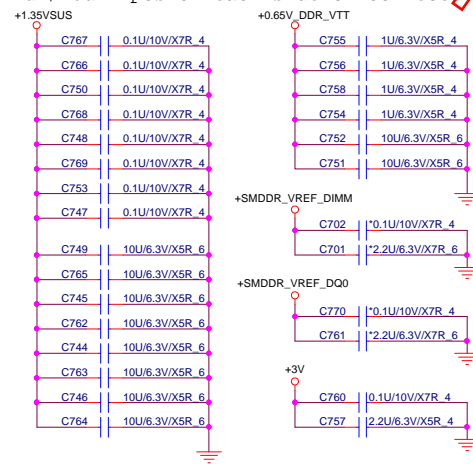 +1.35VSUS
C767 0.1U/10V/X7R_4
C766 0.1U/10V/X7R_4
C750 0.1U/10V/X7R_4
C768 0.1U/10V/X7R_4
C748 0.1U/10V/X7R_4
C769 0.1U/10V/X7R_4
C753 0.1U/10V/X7R_4
C747 0.1U/10V/X7R_4
C749 10U/6.3V/X5R_6
C765 10U/6.3V/X5R_6
C745 10U/6.3V/X5R_6
C762 10U/6.3V/X5R_6
C744 10U/6.3V/X5R_6
C763 10U/6.3V/X5R_6
C746 10U/6.3V/X5R_6
C764 10U/6.3V/X5R_6
+0.65V_DDR_VTT
C755 1U/6.3V/X5R_4
C756 1U/6.3V/X5R_4
C758 1U/6.3V/X5R_4
C754 1U/6.3V/X5R_4
C752 10U/6.3V/X5R_6
C751 10U/6.3V/X5R_6
+SMDDR_VREF_DIMM
C702 *0.1U/10V/X7R_4
C701 *2.2U/6.3V/X7R_6
+SMDDR_VREF_DQ0
C770 *0.1U/10V/X7R_4
C761 *2.2U/6.3V/X7R_6
+3V
C760 0.1U/10V/X7R_4
C757 2.2U/6.3V/X5R_4